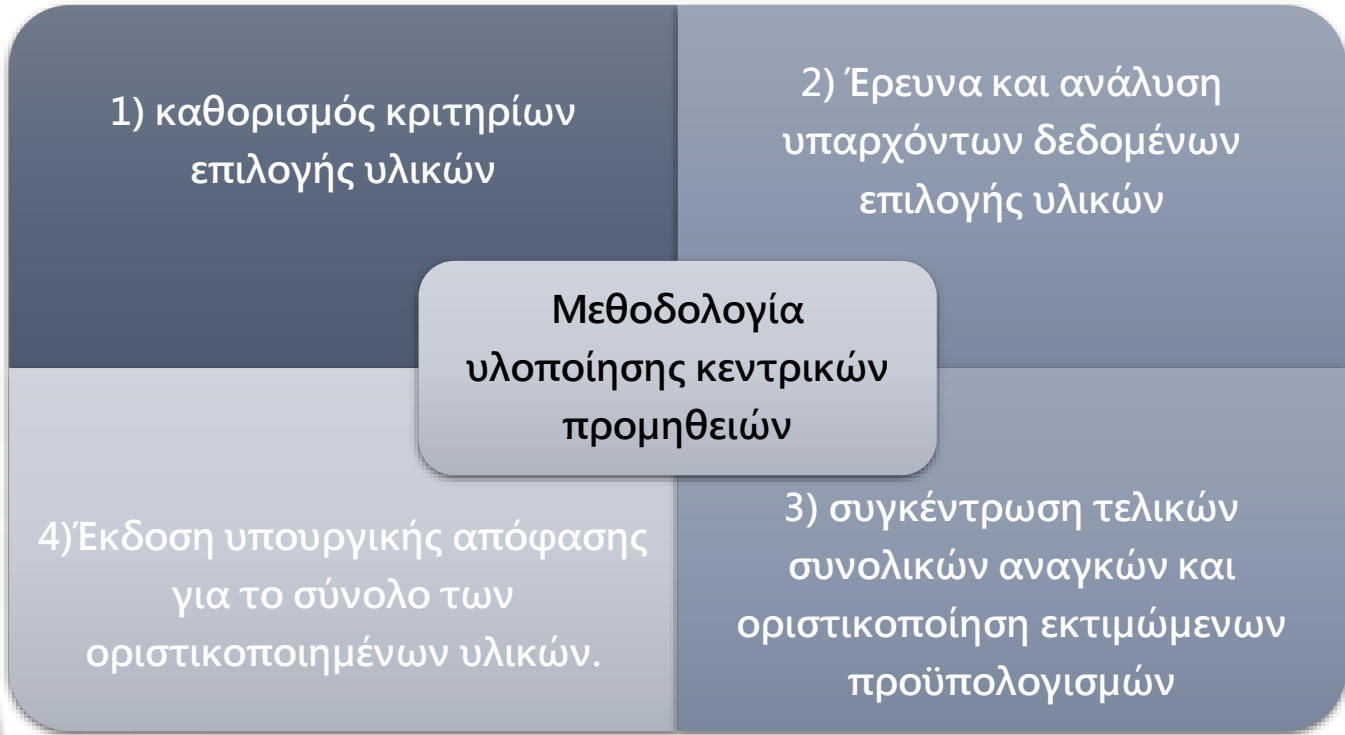 1) καθορισμός κριτηρίων
επιλογής υλικών
2) Έρευνα και ανάλυση
υπαρχόντων δεδομένων
επιλογής υλικών
Μεθοδολογία
υλοποίησης κεντρικών
προμηθειών
3) συγκέντρωση τελικών
συνολικών αναγκών και
οριστικοποίηση εκτιμώμενων
προϋπολογισμών
4)Έκδοση υπουργικής απόφασης
για το σύνολο των
οριστικοποιημένων υλικών.